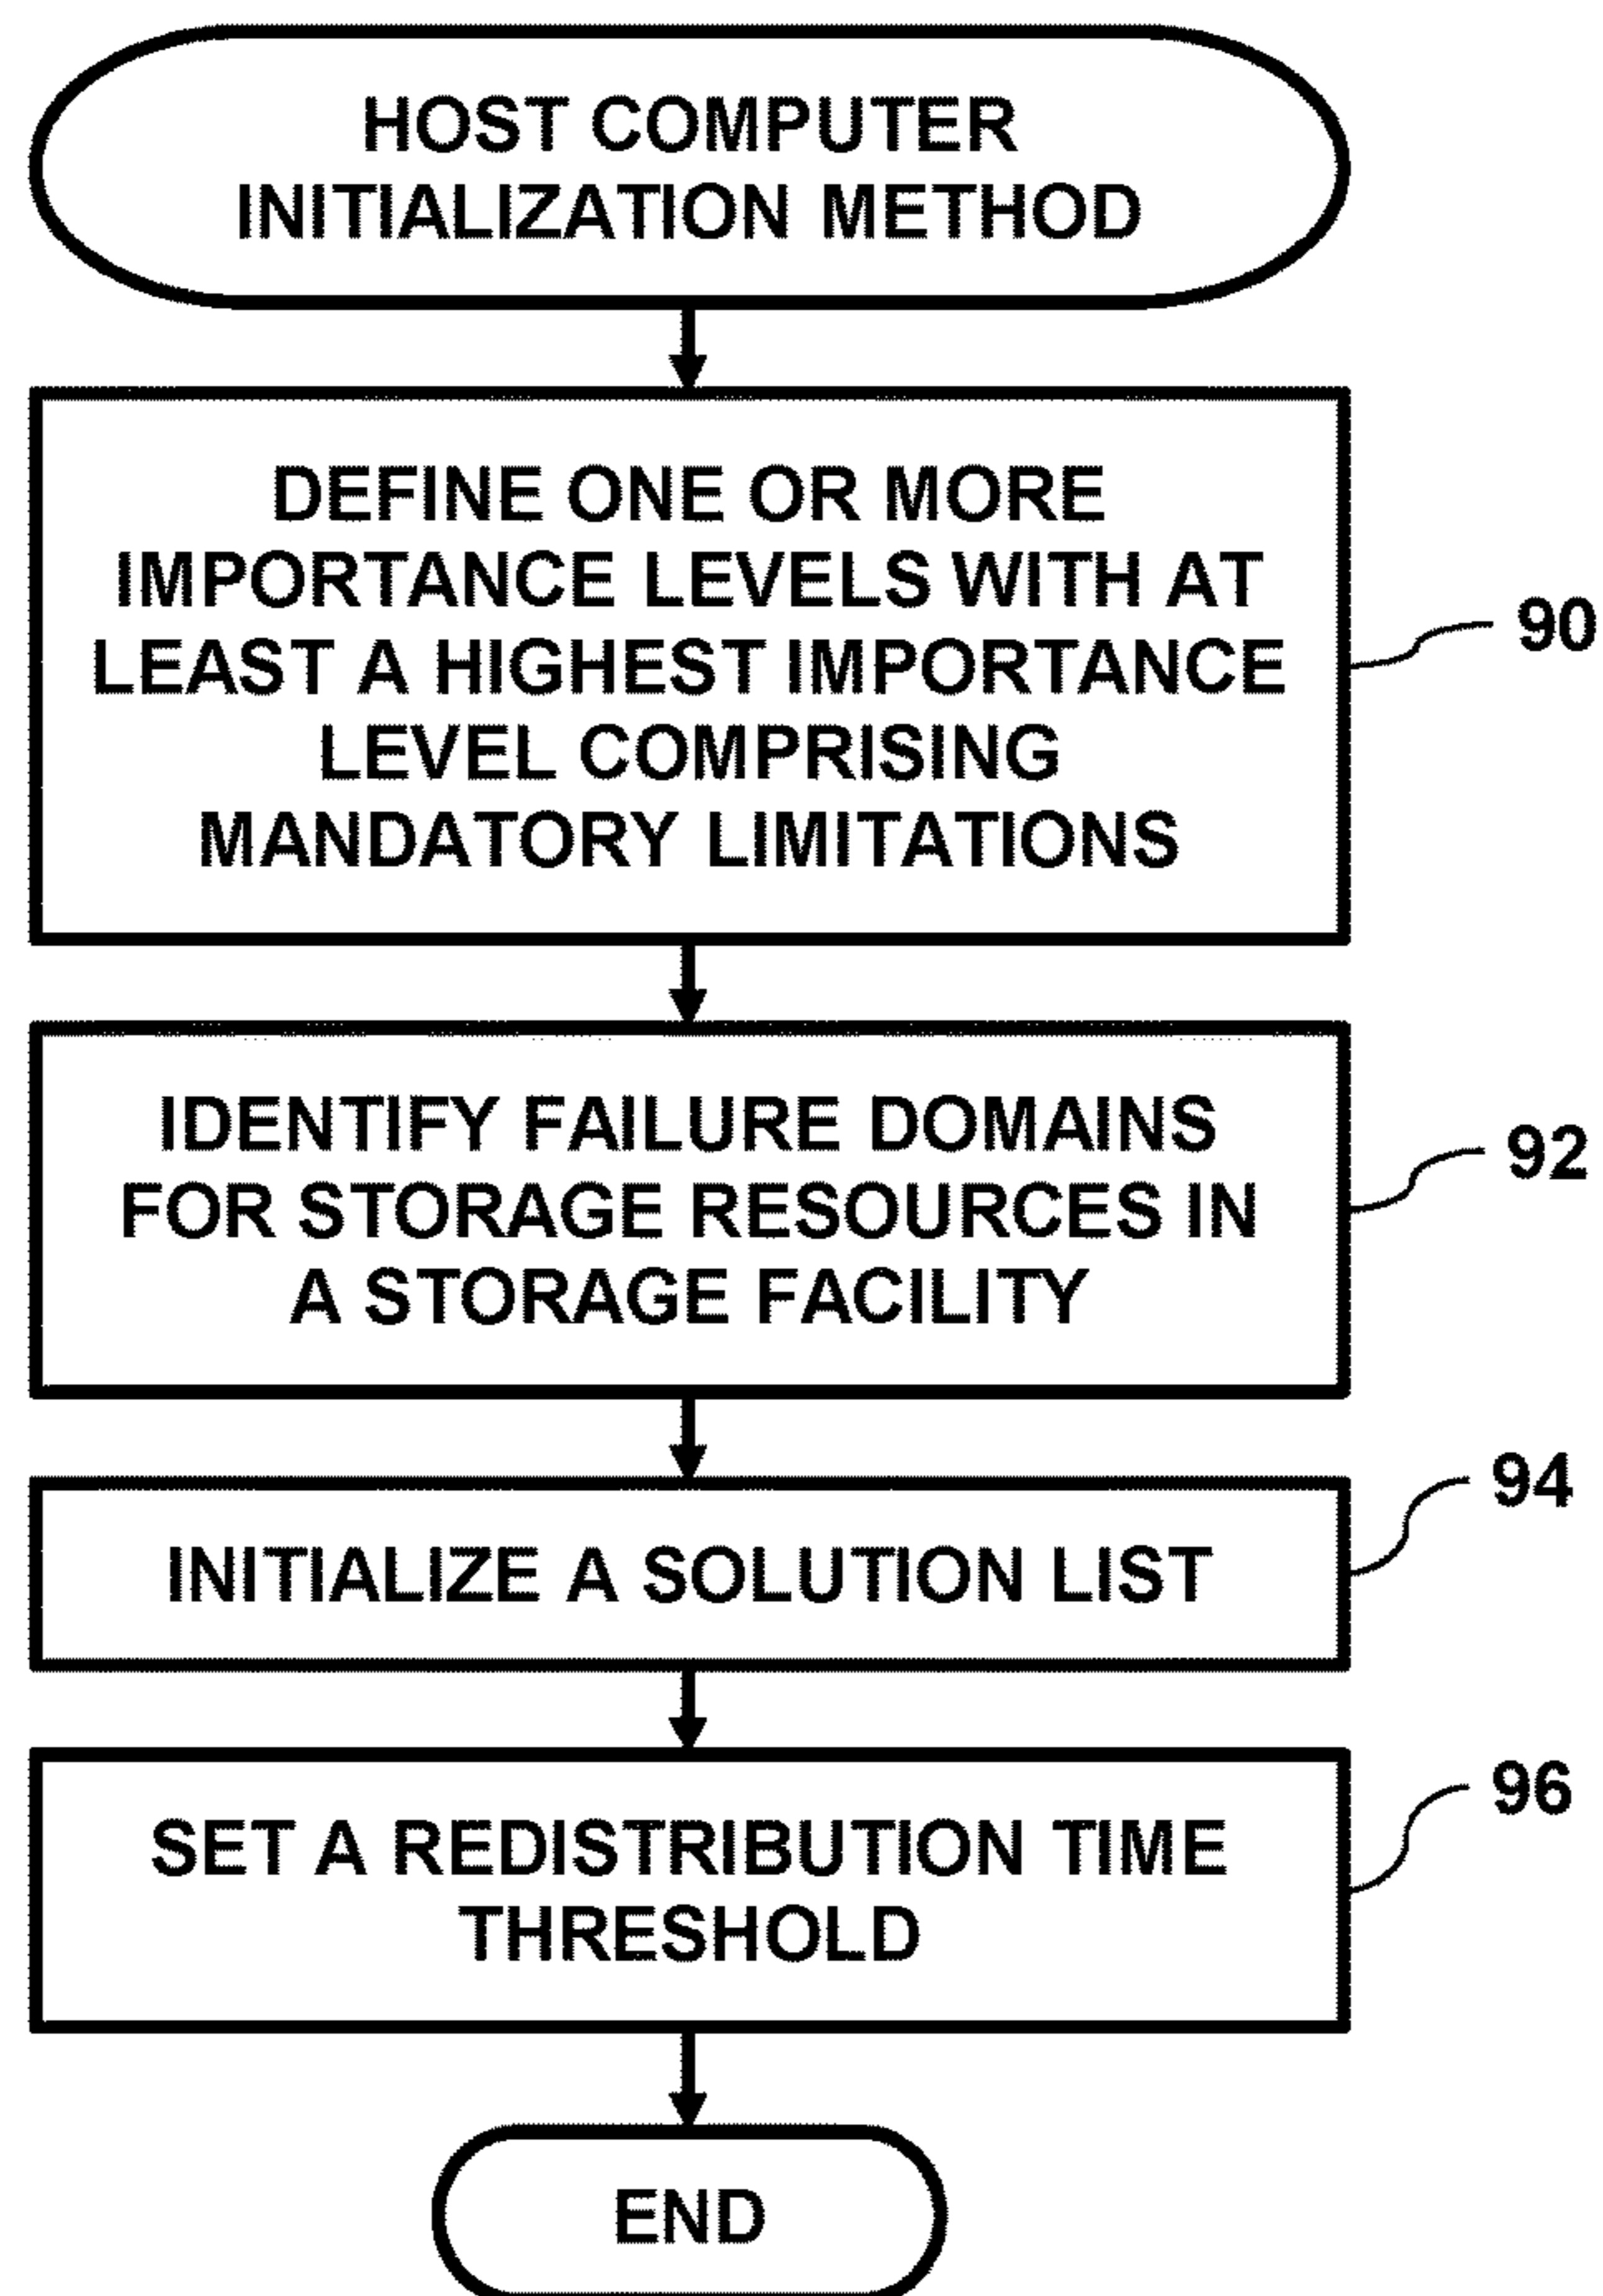 HOST COMPUTER
INITIALIZATION METHOD
DEFINE ONE OR MORE
IMPORTANCE LEVELS WITH AT
LEAST A HIGHEST IMPORTANCE
LEVEL COMPRISING
MANDATORY LIMITATIONS
90
IDENTIFY FAILURE DOMAINS
FOR STORAGE RESOURCES IN
A STORAGE FACILITY
92
INITIALIZE A SOLUTION LIST
94
SET A REDISTRIBUTION TIME
THRESHOLD
96
END